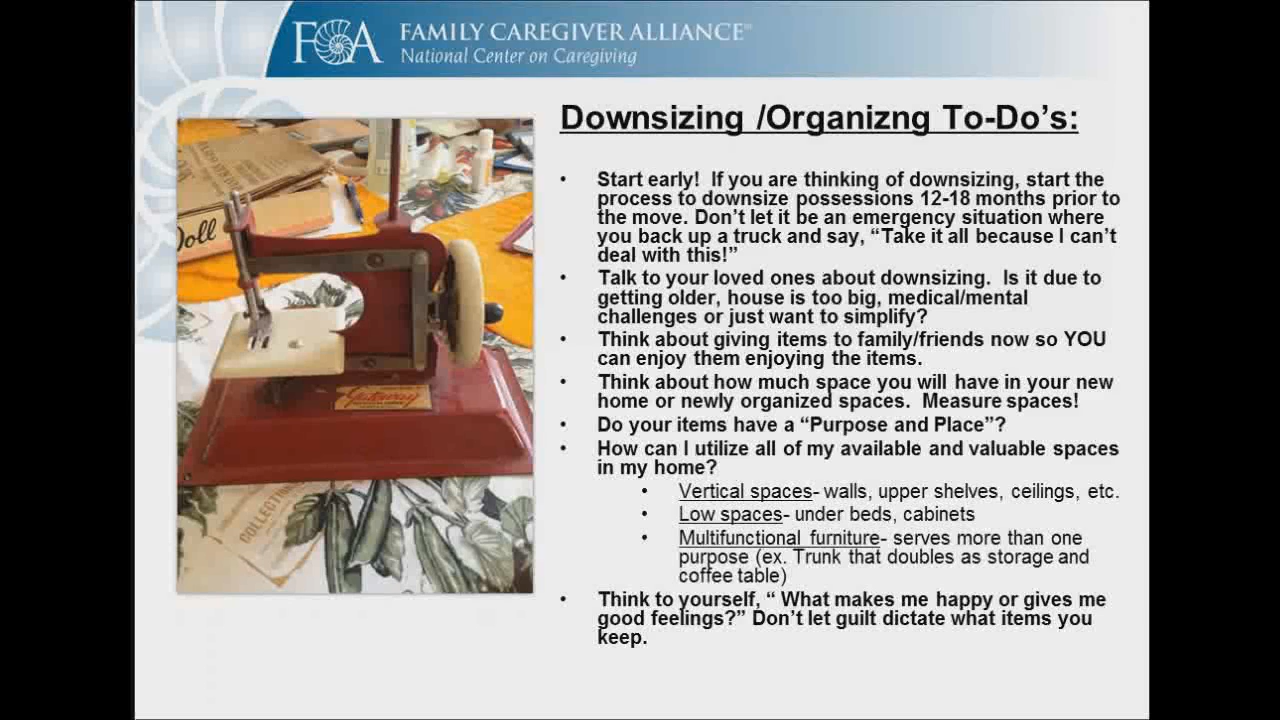 FCA
FAMILY CAREGIVER ALLIANCE
National Center on Caregiving
Downsizing /Organizng To-Do's:
• Start early!  If you are thinking of downsizing, start the
process to downsize possessions 12-18 months prior to
the move. Don't let it be an emergency situation where
you back up a truck and say, "Take it all because I can't
deal with this!"
• Talk to your loved ones about downsizing.  Is it due to
getting older, house is too big, medical/mental
challenges or just want to simplify?
• Think about giving items to family/friends now so YOU
can enjoy them enjoying the items.
• Think about how much space you will have in your new
home or newly organized spaces.  Measure spaces!
• Do your items have a "Purpose and Place"?
• How can I utilize all of my available and valuable spaces
in my home?
• Vertical spaces- walls, upper shelves, ceilings, etc.
• Low spaces- under beds, cabinets
• Multifunctional furniture- serves more than one
purpose (ex. Trunk that doubles as storage and
coffee table)
• Think to yourself, " What makes me happy or gives me
good feelings?" Don't let guilt dictate what items you
keep.
Doll
Gateway
COLLECTIN